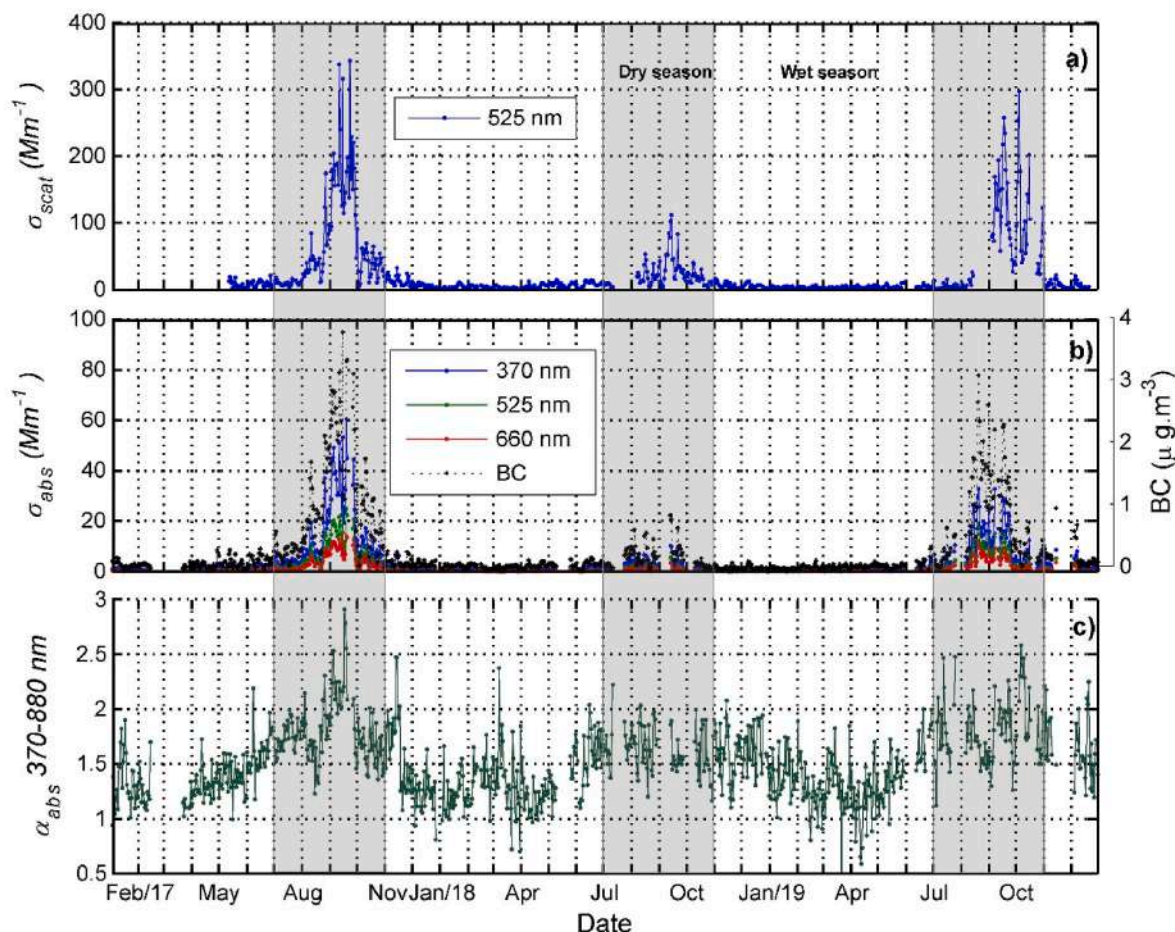 400
300
200
100
0
σscat (Mm⁻¹)
525 nm
Dry season
Wet season
a)
100
80
60
40
20
0
σabs (Mm⁻¹)
370 nm
525 nm
660 nm
BC
b)
4
3
2
1
0
BC (μ g.m⁻³)
3
2.5
2
1.5
1
0.5
αabs 370-880 nm
c)
Feb/17 May Aug Nov Jan/18 Apr Jul Oct Jan/19 Apr Jul Oct
Date